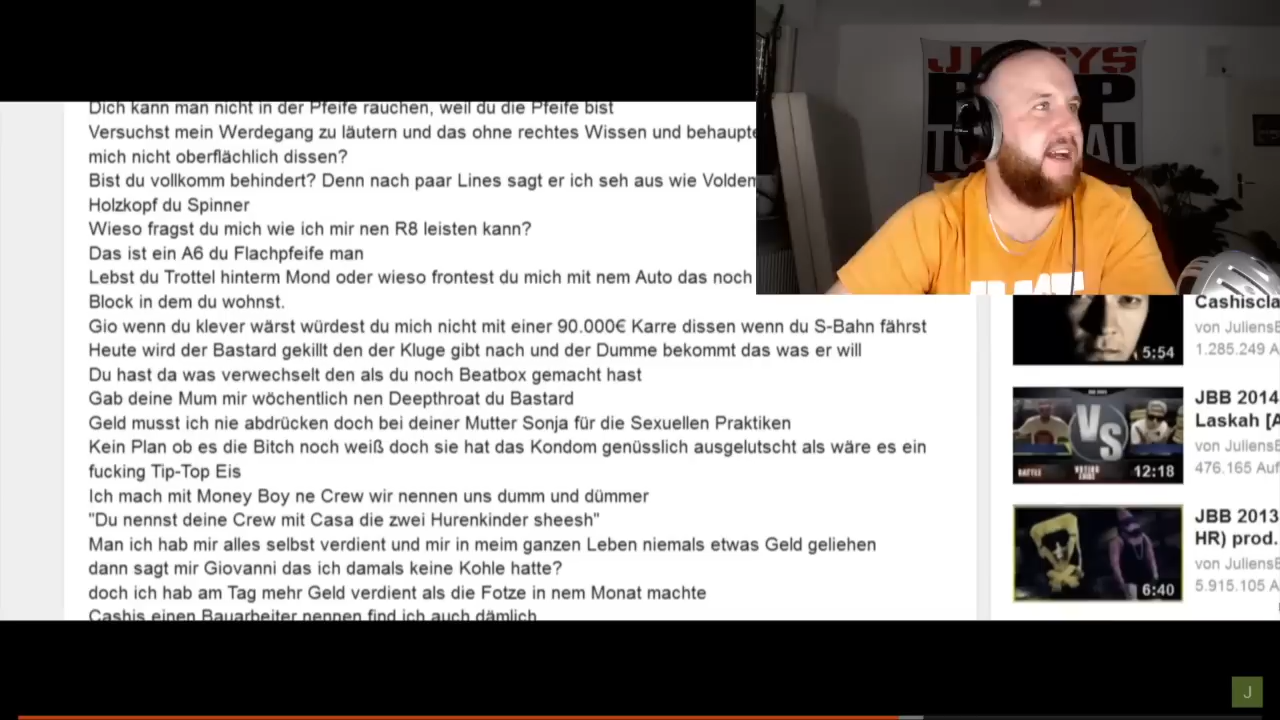 Dich kann man nicht in der Pfeife rauchen, weil du die Pfeife bist
Versuchst mein Werdegang zu läutern und das ohne rechtes Wissen und
mich nicht oberflächlich dissen?
Bist du vollkomm behindert? Denn nach paar Lines sagt er ich seh aus wie
Holzkopf du Spinner
Wieso fragst du mich wie ich mir nen R8 leisten kann?
Das ist ein A6 du Flachpfeife man
Lebst du Trottel hinterm Mond oder wieso frontest du mich mit nem Auto das noch
Block in dem du wohnst.
Gio wenn du klever wärst würdest du mich nicht mit einer 90.000€ Karre dissen wenn du S-Bahn fährst
Heute wird der Bastard gekillt den der Kluge gibt nach und der Dumme bekommt das was er will
Du hast da was verwechselt den als du noch Beatbox gemacht hast
Gab deine Mum mir wöchentlich nen Deepthroat du Bastard
Geld musst ich nie abdrücken doch bei deiner Mutter Sonja für die Sexuellen Praktiken
Kein Plan ob es die Bitch noch weiß doch sie hat das Kondom genüsslich ausgelutscht als wäre es ein
fucking Tip-Top Eis
Ich mach mit Money Boy ne Crew wir nennen uns dumm und dümmer
"Du nennst deine Crew mit Casa die zwei Hurenkinder sheesh"
Man ich hab mir alles selbst verdient und mir in meim ganzen Leben niemals etwas Geld geliehen
dann sagt mir Giovanni das ich damals keine Kohle hatte?
doch ich hab am Tag mehr Geld verdient als die Fotze in nem Monat machte
Cashis einen Bauarbeiter nennen find ich auch dämlich
Cashiscla
von JuliensB
1.285.249 A
5:54
JBB 2014
Laskah [A
von JuliensB
476.165 Auf
VS
BATTLE
12:18
JBB 2013
HR) prod.
von JuliensB
5.915.105 A
6:40
J